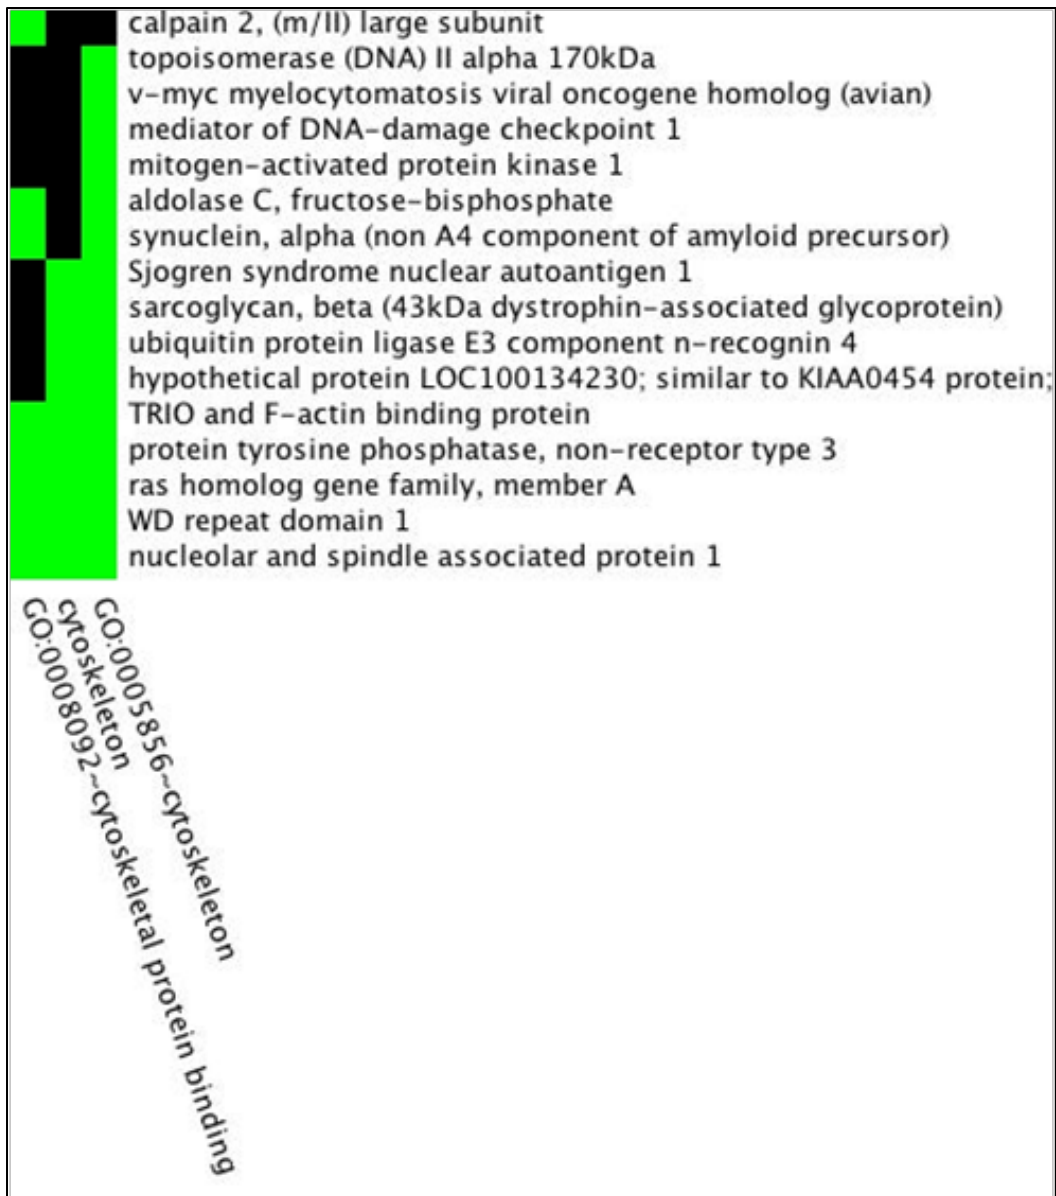 calpain 2, (m/II) large subunit
topoisomerase (DNA) II alpha 170kDa
v-myc myelocytomatosis viral oncogene homolog (avian)
mediator of DNA-damage checkpoint 1
mitogen-activated protein kinase 1
aldolase C, fructose-bisphosphate
synuclein, alpha (non A4 component of amyloid precursor)
Sjogren syndrome nuclear autoantigen 1
sarcoglycan, beta (43kDa dystrophin-associated glycoprotein)
ubiquitin protein ligase E3 component n-recognin 4
hypothetical protein LOC100134230; similar to KIAA0454 protein;
TRIO and F-actin binding protein
protein tyrosine phosphatase, non-receptor type 3
ras homolog gene family, member A
WD repeat domain 1
nucleolar and spindle associated protein 1
GO:0008092~cytoskeletal protein binding
cytoskeleton
GO:0005856~cytoskeleton